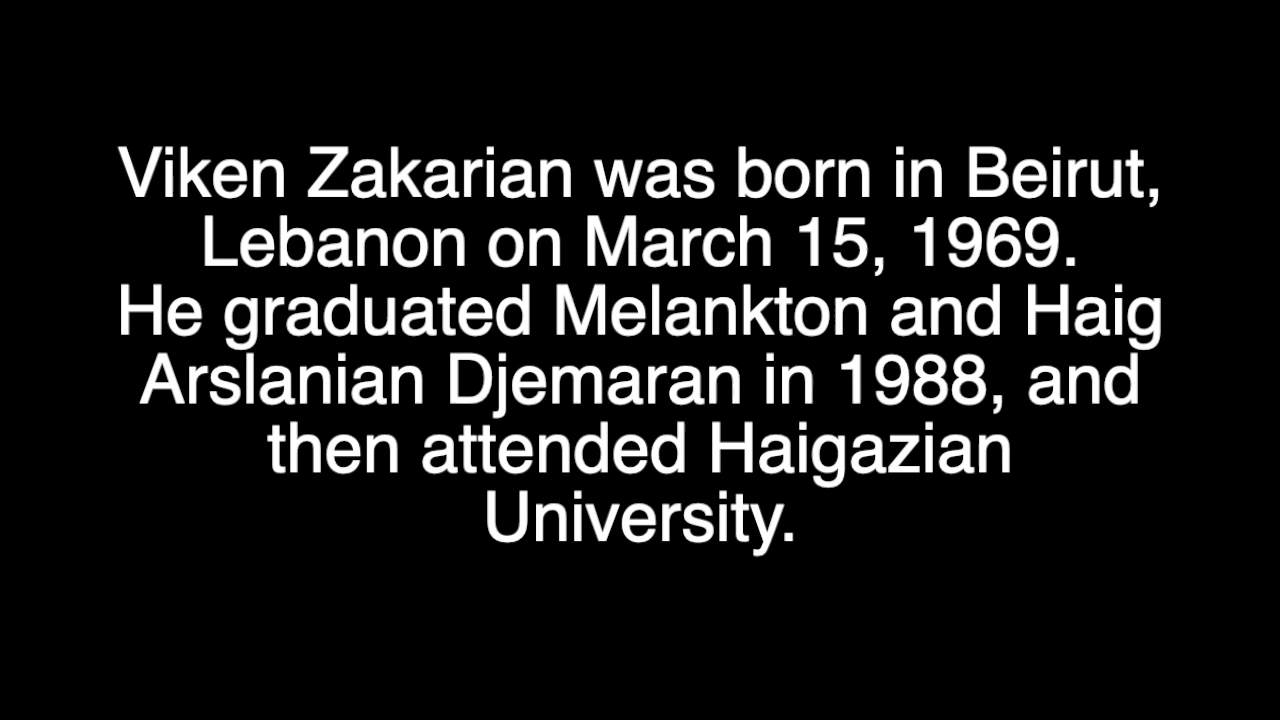 Viken Zakarian was born in Beirut,
Lebanon on March 15, 1969.
He graduated Melankton and Haig
Arslanian Djemaran in 1988, and
then attended Haigazian
University.